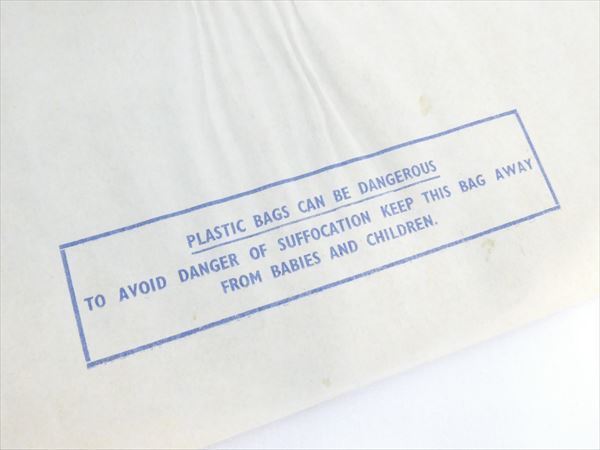 PLASTIC BAGS CAN BE DANGEROUS
TO AVOID DANGER OF SUFFOCATION KEEP THIS BAG AWAY
FROM BABIES AND CHILDREN.